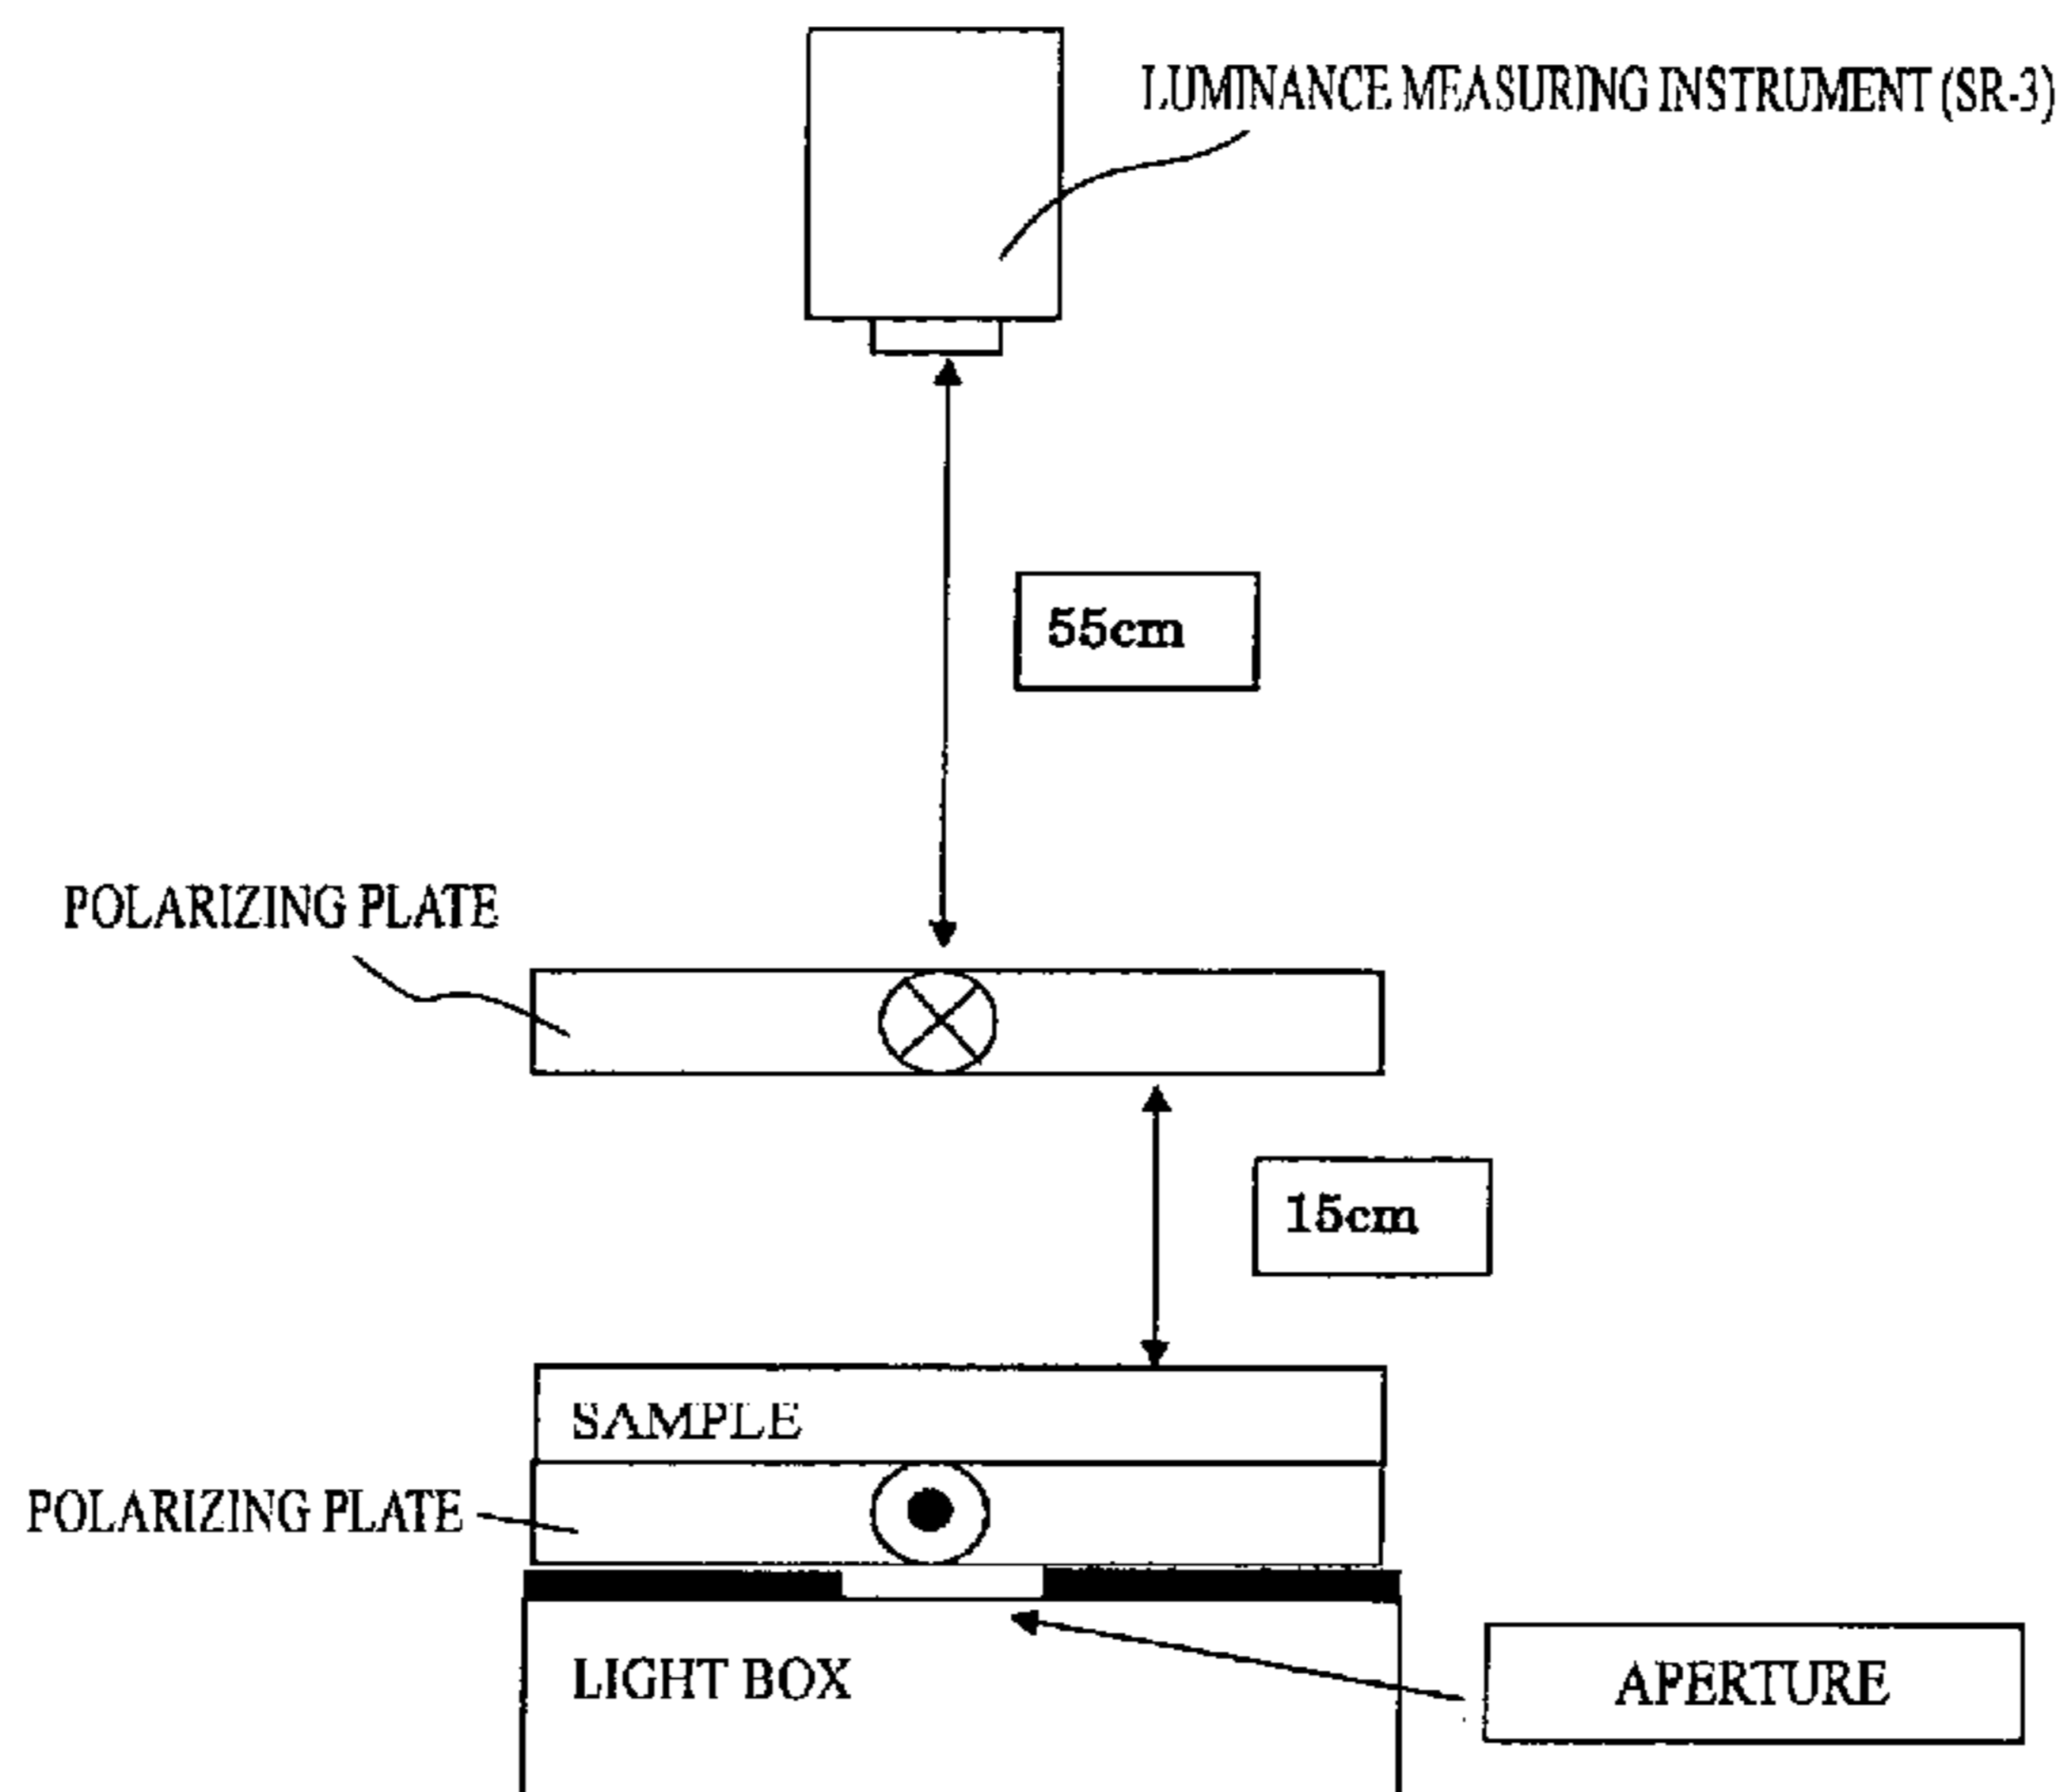 LUMINANCE MEASURING INSTRUMENT (SR-3)
55cm
POLARIZING PLATE
15cm
SAMPLE
POLARIZING PLATE
LIGHT BOX
APERTURE